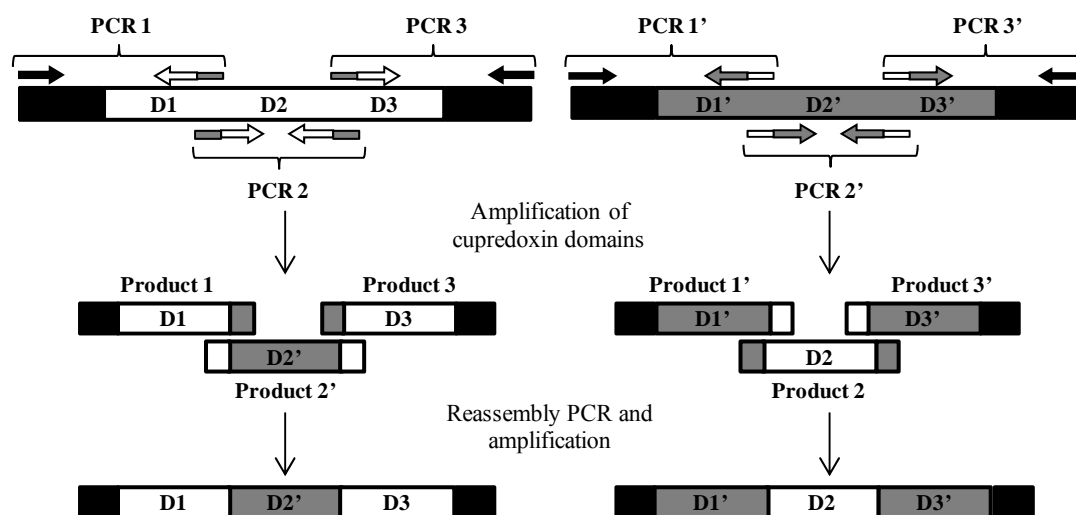 PCR 1 PCR 3 PCR 1’ PCR 3’
D1 D2 D3 D1’ D2’ D3’
PCR 2 PCR 2’
Amplification of
cupredoxin domains
Product 1 Product 3 Product 1’ Product 3’
D1 D3 D1’ D3’
D2’ D2
Product 2’ Product 2
Reassembly PCR and
amplification
D1 D2’ D3 D1’ D2 D3’